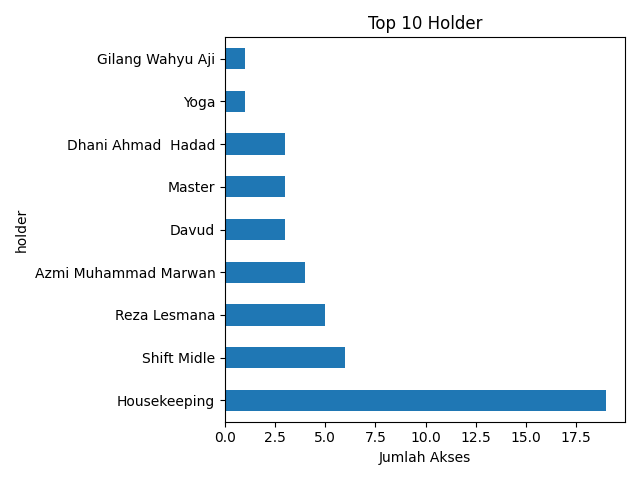 Top 10 Holder
Gilang Wahyu Aji
Yoga
Dhani Ahmad  Hadad
Master
Davud
Azmi Muhammad Marwan
Reza Lesmana
Shift Midle
Housekeeping
holder
0.0 2.5 5.0 7.5 10.0 12.5 15.0 17.5
Jumlah Akses